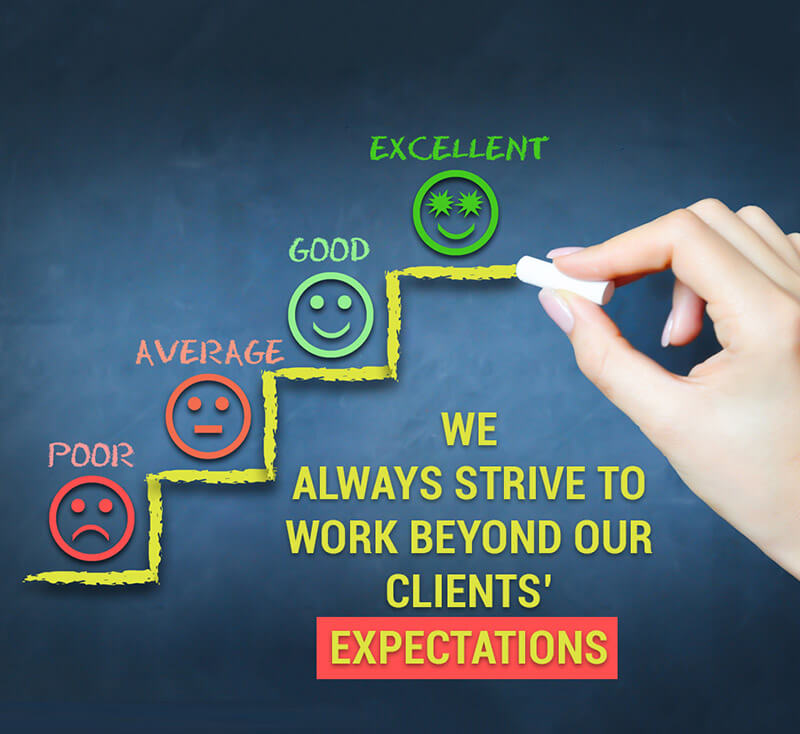 EXCELLENT
GOOD
AVERAGE
POOR
WE
ALWAYS STRIVE TO
WORK BEYOND OUR
CLIENTS'
EXPECTATIONS